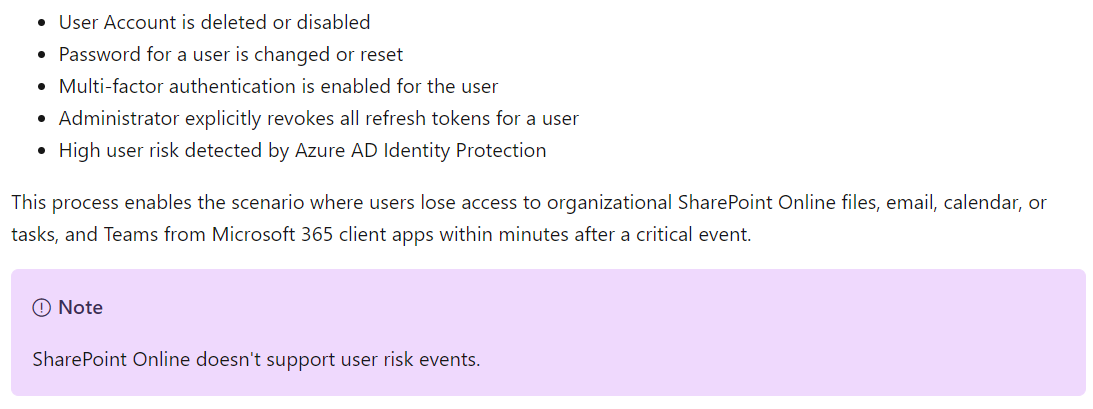 • User Account is deleted or disabled
• Password for a user is changed or reset
• Multi-factor authentication is enabled for the user
• Administrator explicitly revokes all refresh tokens for a user
• High user risk detected by Azure AD Identity Protection
This process enables the scenario where users lose access to organizational SharePoint Online files, email, calendar, or
tasks, and Teams from Microsoft 365 client apps within minutes after a critical event.
Note
SharePoint Online doesn't support user risk events.